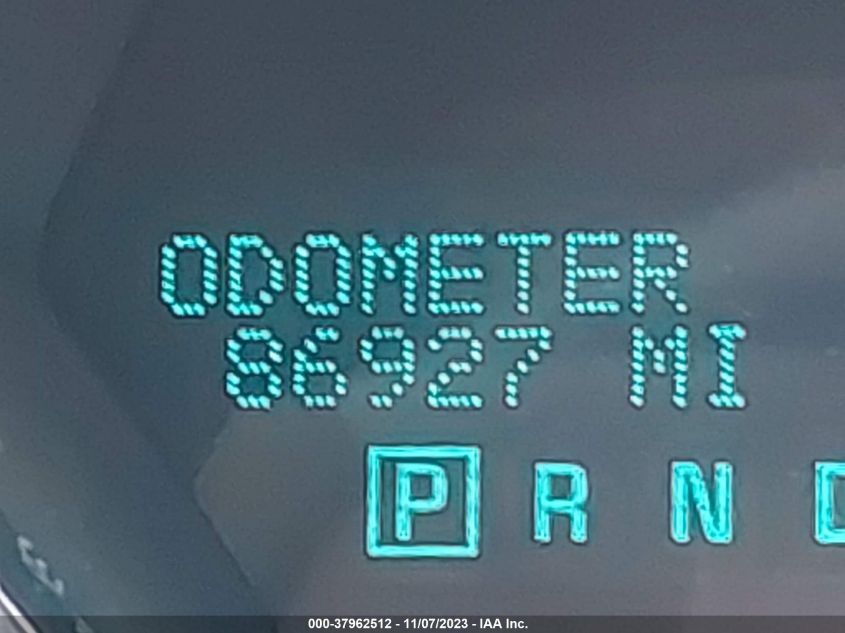 ODOMETER
86927 MI
P R N
E
000-37962512 - 11/07/2023 - IAA Inc.